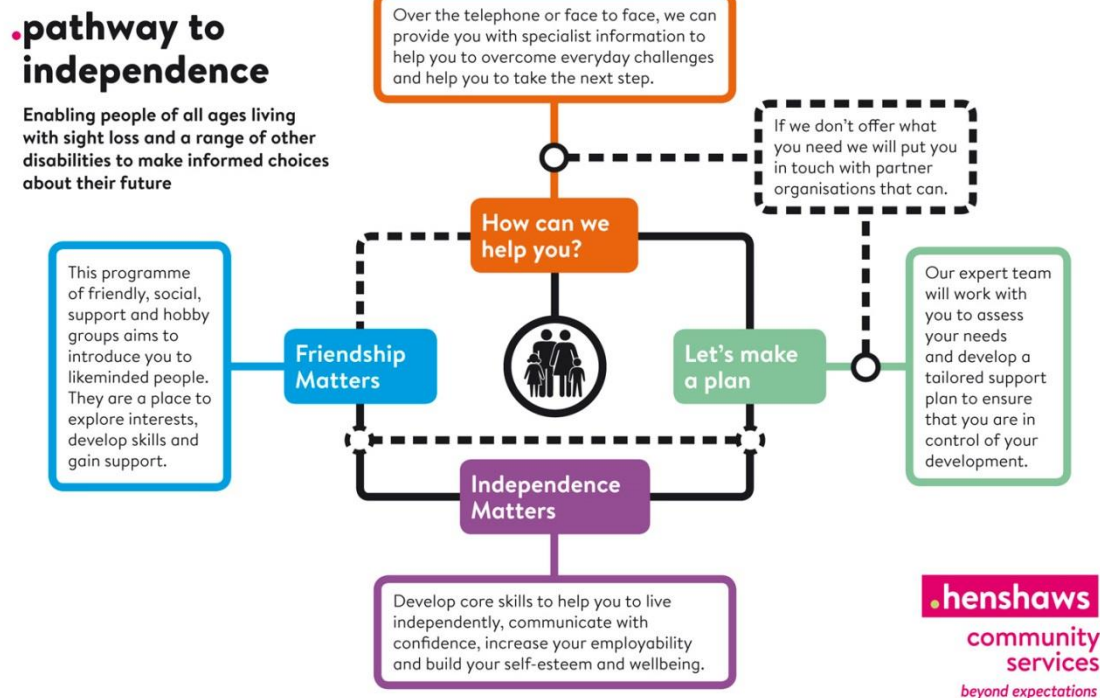 .pathway to
independence
Enabling people of all ages living
with sight loss and a range of other
disabilities to make informed choices
about their future
Over the telephone or face to face, we can
provide you with specialist information to
help you to overcome everyday challenges
and help you to take the next step.
If we don’t offer what
you need we will put you
in touch with partner
organisations that can.
How can we
help you?
This programme
of friendly, social,
support and hobby
groups aims to
introduce you to
likeminded people.
They are a place to
explore interests,
develop skills and
gain support.
Friendship
Matters
Let’s make
a plan
Our expert team
will work with
you to assess
your needs
and develop a
tailored support
plan to ensure
that you are in
control of your
development.
Independence
Matters
Develop core skills to help you to live
independently, communicate with
confidence, increase your employability
and build your self-esteem and wellbeing.
.henshaws
community
services
beyond expectations